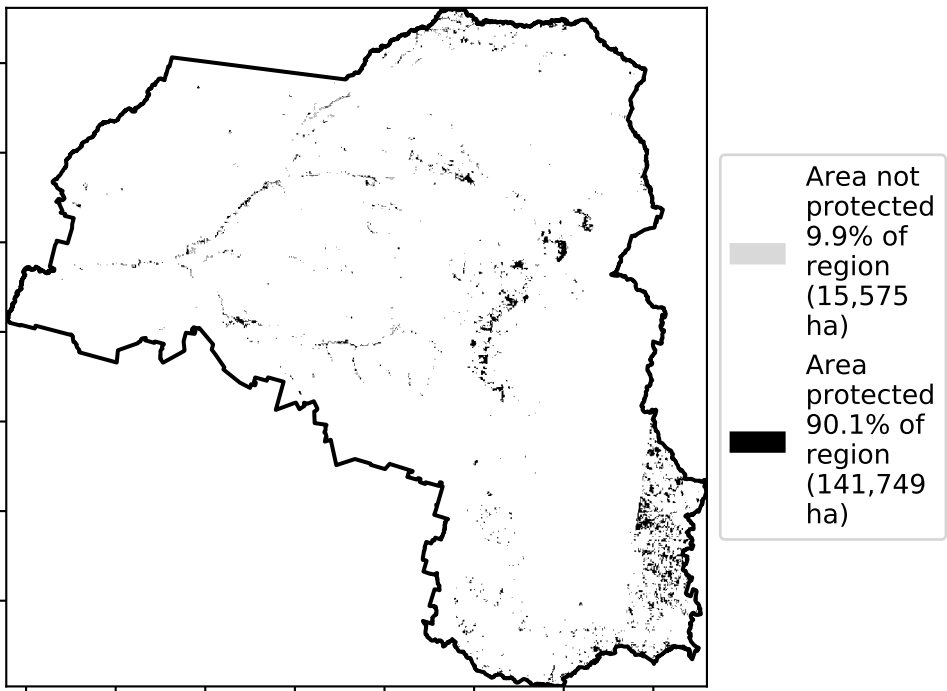 Area not
protected
9.9% of
region
(15,575
ha)
Area
protected
90.1% of
region
(141,749
ha)